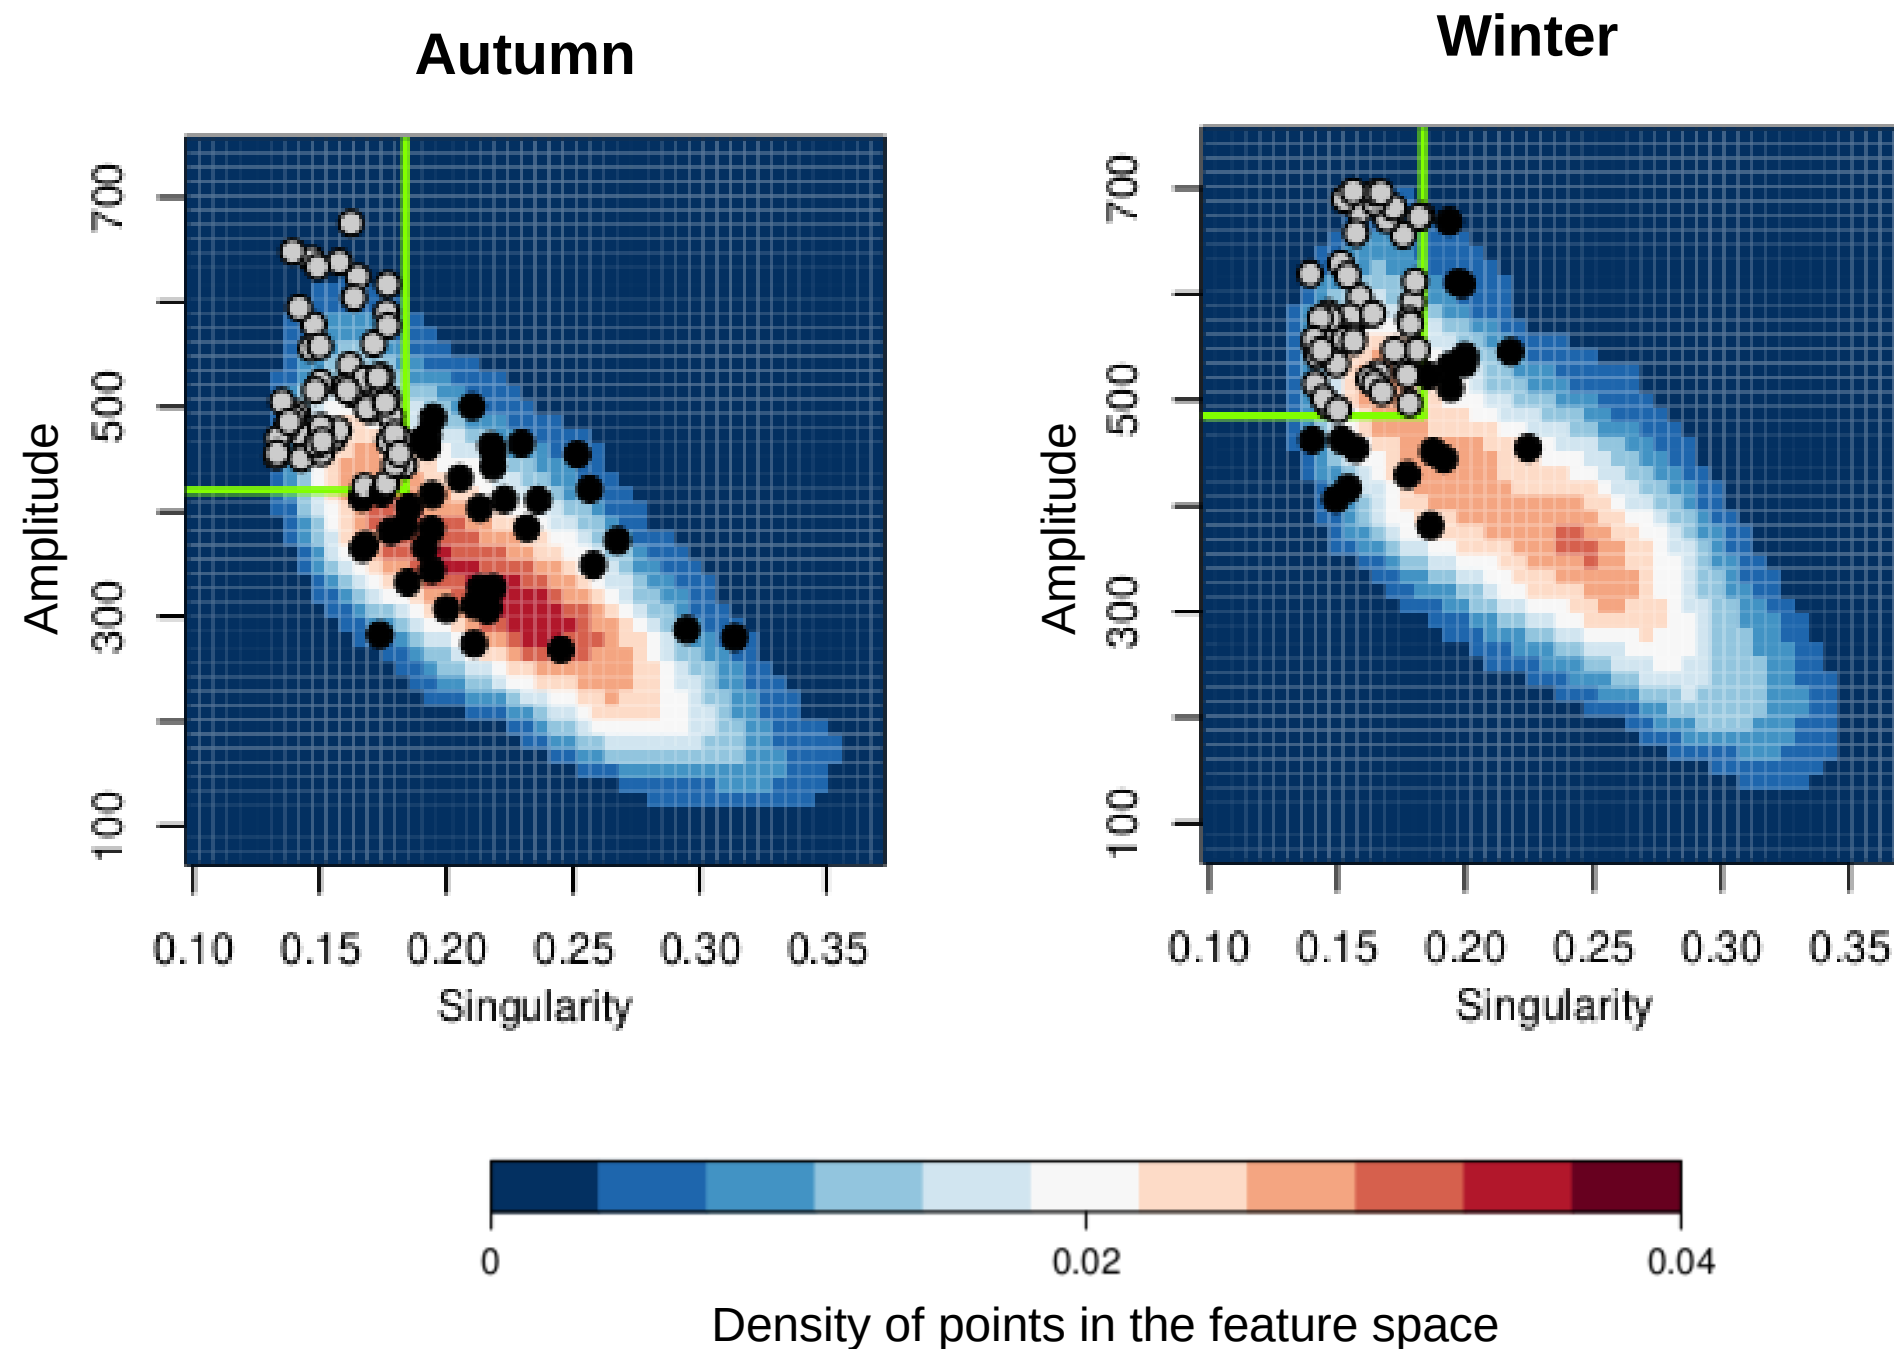 Autumn
Winter
Amplitude
700
500
300
100
0.10 0.15 0.20 0.25 0.30 0.35
Singularity
Amplitude
700
500
300
100
0.10 0.15 0.20 0.25 0.30 0.35
Singularity
0 0.02 0.04
Density of points in the feature space